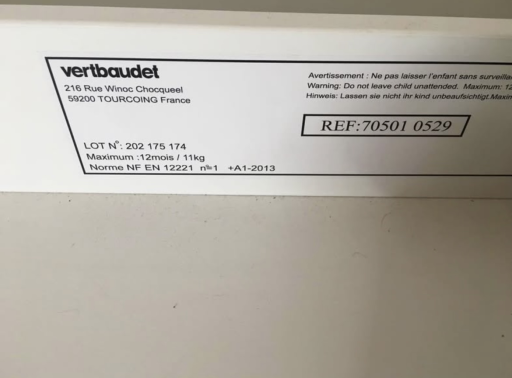 vertbaudet
216 Rue Winoc Chocqueel
59200 TOURCOING France
LOT N°: 202 175 174
Maximum :12mois / 11kg
Norme NF EN 12221 n°1 +A1-2013
Avertissement : Ne pas laisser l'enfant sans
Warning: Do not leave child unattended. Maximum:
Hinweis: Lassen sie nicht ihr kind unbeaufsichtigt.
REF:70501 0529